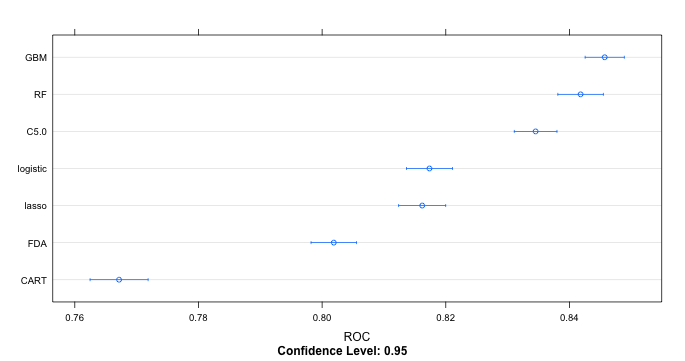 GBM
RF
C5.0
logistic
lasso
FDA
CART
0.76 0.78 0.80 0.82 0.84
ROC
Confidence Level: 0.95